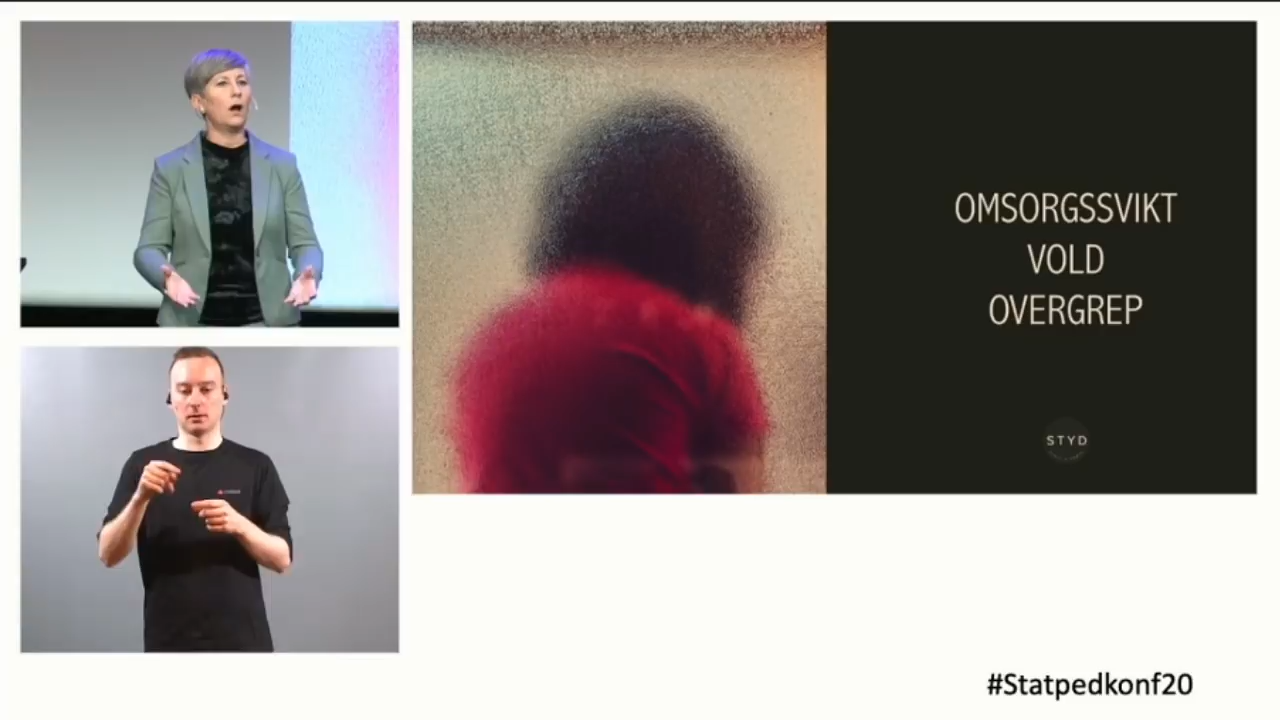 OMSORGSSVIKT
VOLD
OVERGREP
STYD
#Statpedkonf20